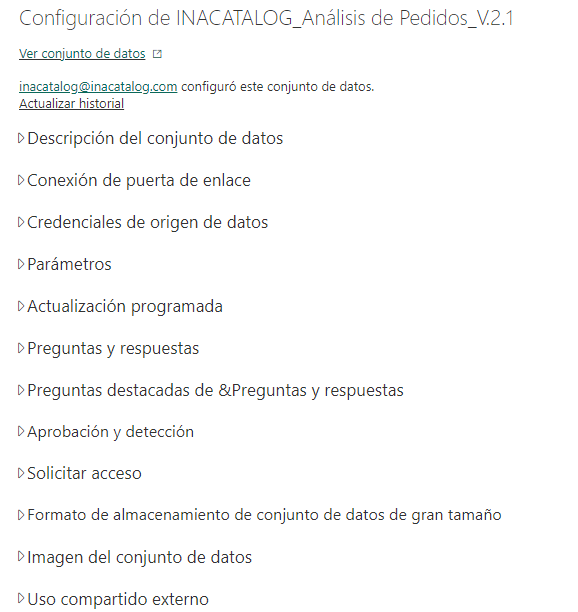 Configuración de INACATALOG_Análisis de Pedidos_V.2.1
Ver conjunto de datos
inacatalog@inacatalog.com configuró este conjunto de datos.
Actualizar historial
Descripción del conjunto de datos
Conexión de puerta de enlace
Credenciales de origen de datos
Parámetros
Actualización programada
Preguntas y respuestas
Preguntas destacadas de &Preguntas y respuestas
Aprobación y detección
Solicitar acceso
Formato de almacenamiento de conjunto de datos de gran tamaño
Imagen del conjunto de datos
Uso compartido externo